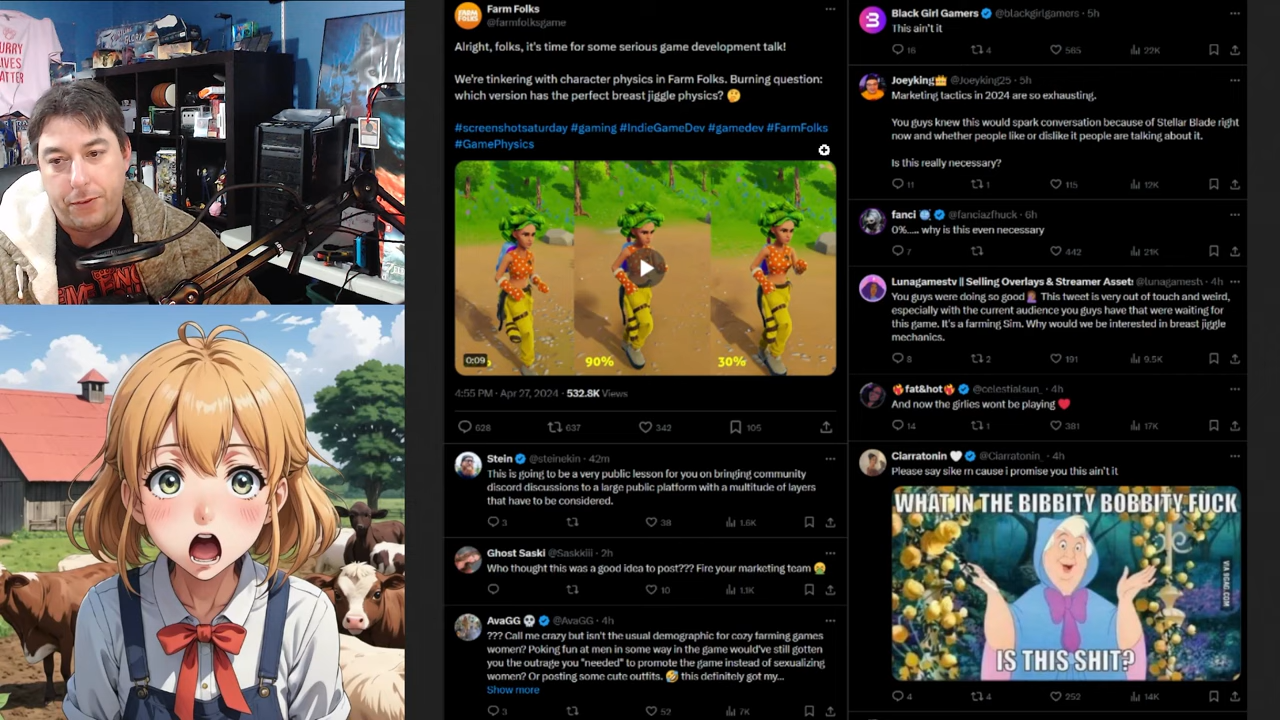 Farm Folks
@farmfolksgame
Alright, folks, it's time for some serious game development talk!
We're tinkering with character physics in Farm Folks. Burning question:
which version has the perfect breast jiggle physics? 🤔
#screenshotsaturday #gaming #IndieGameDev #gamedev #FarmFolks
#GamePhysics
0:09
90%
30%
4:55 PM · Apr 27, 2024 · 532.8K Views
628 637 342 105
Stein @steinekin · 42m
This is going to be a very public lesson for you on bringing community
discord discussions to a large public platform with a multitude of layers
that have to be considered.
3 38 1.6K
Ghost Saski @Saskkiii · 2h
Who thought this was a good idea to post??? Fire your marketing team
10 1.1K
AvaGG 💀 @AvaGG · 4h
??? Call me crazy but isn't the usual demographic for cozy farming games
women? Poking fun at men in some way in the game would've still gotten
you the outrage you "needed" to promote the game instead of sexualizing
women? Or posting some cute outfits. 🤣 this definitely got my...
Show more
3 52 7K
Black Girl Gamers @blackgirlgamers · 5h
This ain't it
16 4 565 22K
Joeyking👑 @Joeyking25 · 5h
Marketing tactics in 2024 are so exhausting.
You guys knew this would spark conversation because of Stellar Blade right
now and whether people like or dislike it people are talking about it.
Is this really necessary?
11 1 115 12K
fanci @fanciazfhuck · 6h
0%..... why is this even necessary
7 442 21K
Lunagamestv || Selling Overlays & Streamer Assets @lunagamestv · 4h
You guys were doing so good This tweet is very out of touch and weird,
especially with the current audience you guys have that were waiting for
this game. It's a farming Sim. Why would we be interested in breast jiggle
mechanics.
8 2 191 9.5K
❤️‍🔥fat&hot❤️‍🔥 @celestialsun_ · 4h
And now the girlies wont be playing ❤️
14 1 381 17K
Ciarratonin 🤍 @Ciarratonin_ · 4h
Please say sike rn cause i promise you this ain't it
WHAT IN THE BIBBITY BOBBITY FUCK
IS THIS SHIT?
VIA 9GAG.COM
4 4 252 14K